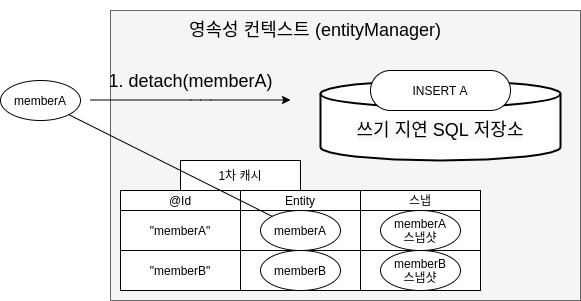 영속성 컨텍스트 (entityManager)
1. detach(memberA)
memberA
INSERT A
쓰기 지연 SQL 저장소
1차 캐시
@Id Entity 스냅
"memberA" memberA memberA
스냅샷
"memberB" memberB memberB
스냅샷